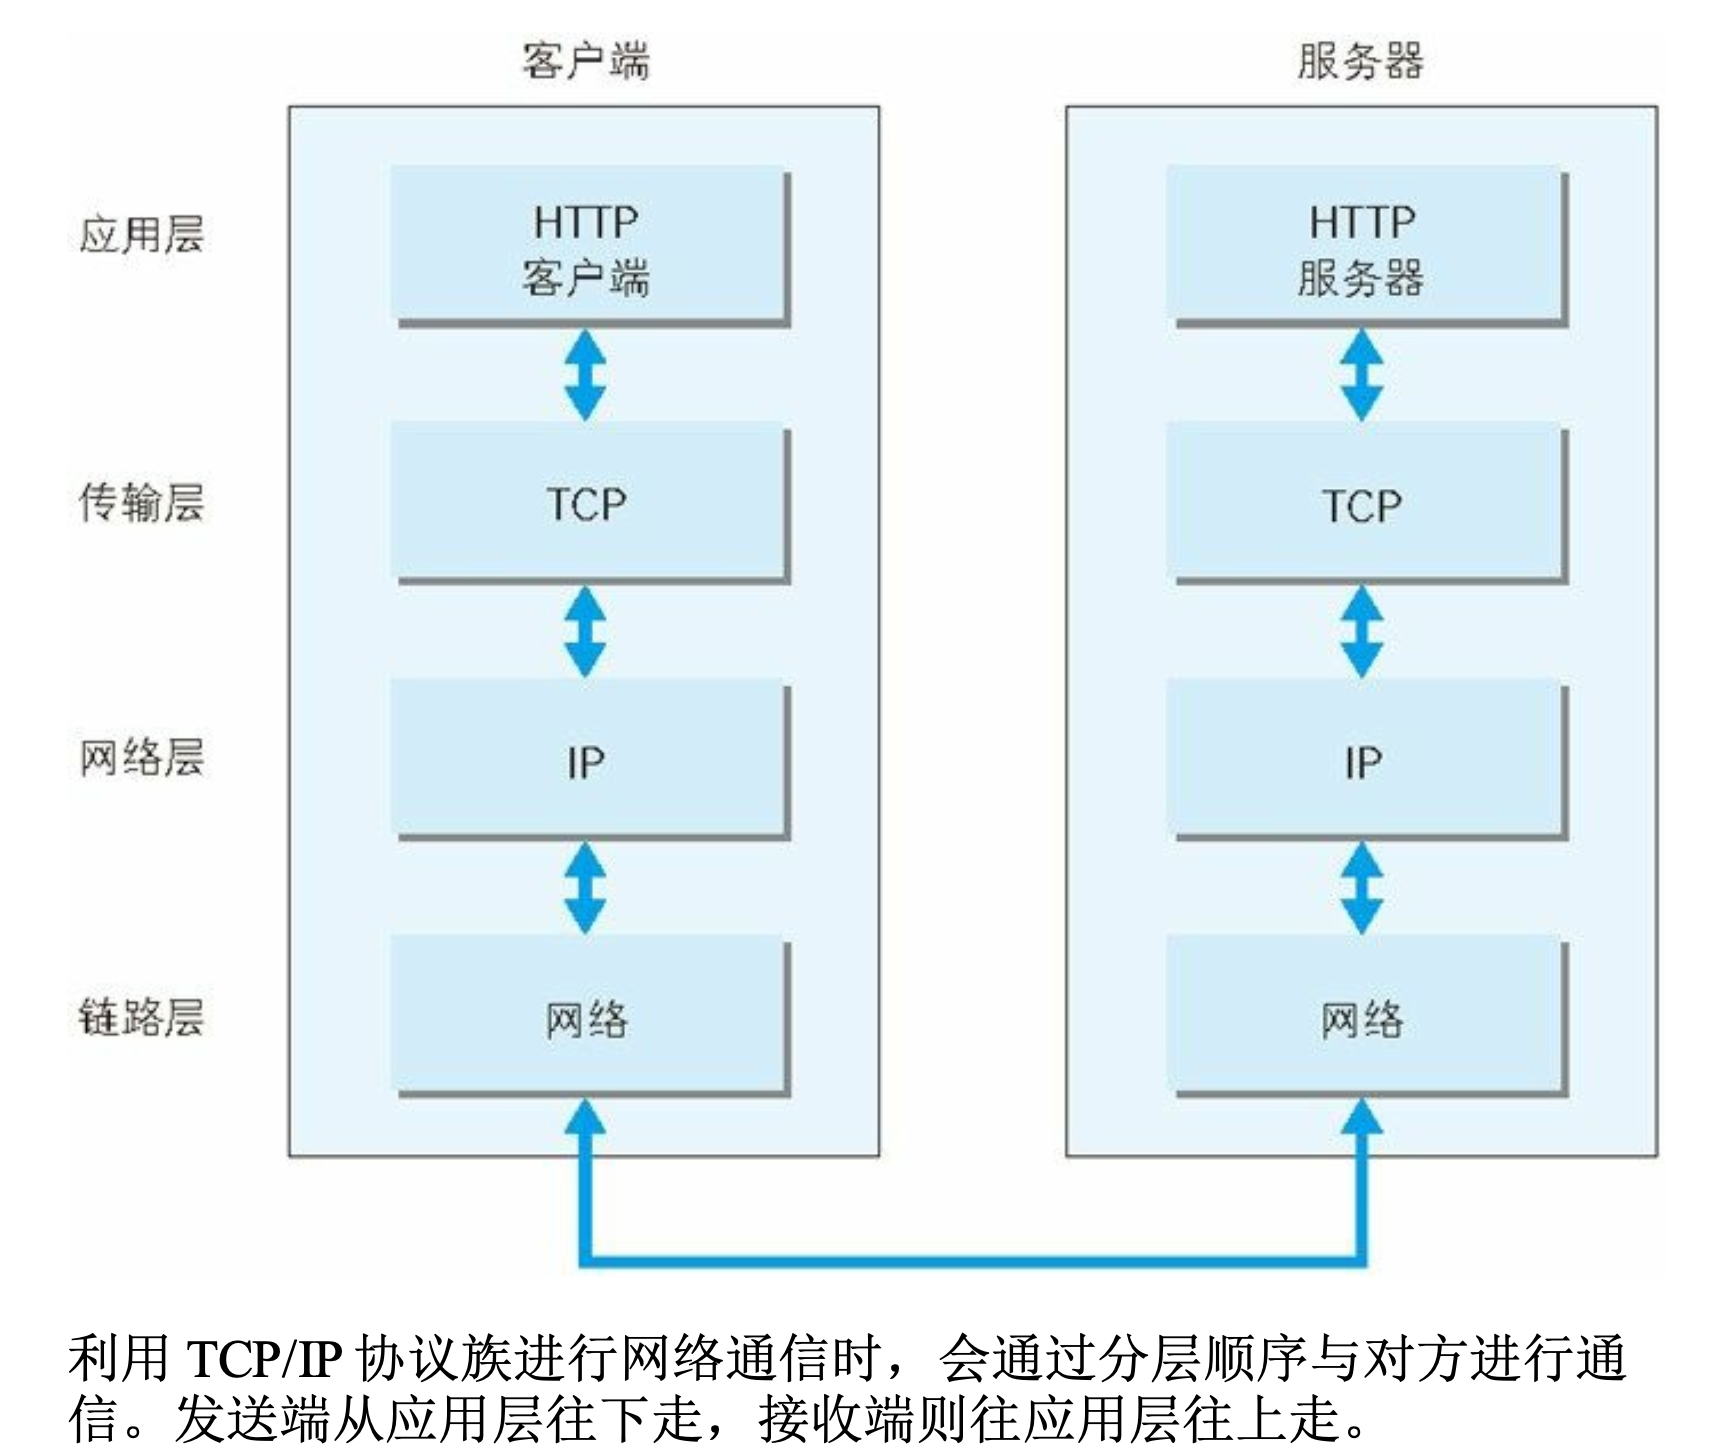 客户端 服务器
应用层
HTTP
客户端
HTTP
服务器
传输层 TCP TCP
网络层 IP IP
链路层 网络 网络
利用 TCP/IP 协议族进行网络通信时，会通过分层顺序与对方进行通
信。发送端从应用层往下走，接收端则往应用层往上走。